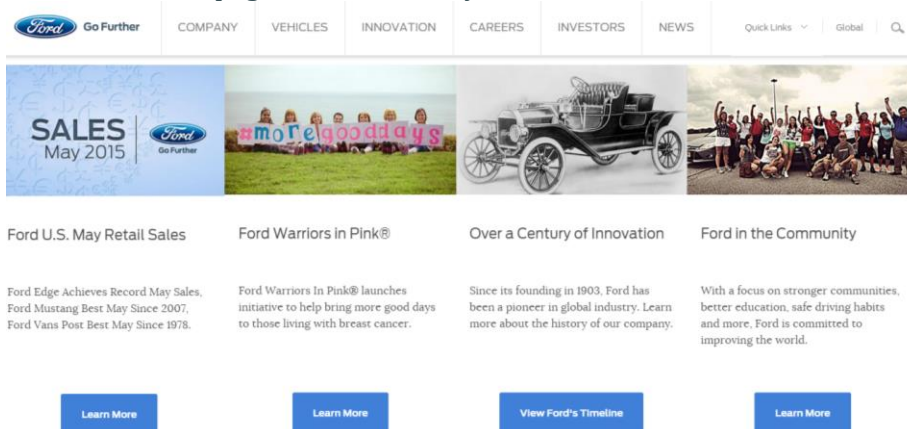 Ford Go Further COMPANY VEHICLES INNOVATION CAREERS INVESTORS NEWS Quick Links Global
SALES
May 2015
Ford
Go Further
#moregooddays
Ford U.S. May Retail Sales
Ford Edge Achieves Record May Sales,
Ford Mustang Best May Since 2007,
Ford Vans Post Best May Since 1978.
Learn More
Ford Warriors in Pink®
Ford Warriors In Pink® launches
initiative to help bring more good days
to those living with breast cancer.
Learn More
Over a Century of Innovation
Since its founding in 1903, Ford has
been a pioneer in global industry. Learn
more about the history of our company.
View Ford's Timeline
Ford in the Community
With a focus on stronger communities,
better education, safe driving habits
and more, Ford is committed to
improving the world.
Learn More